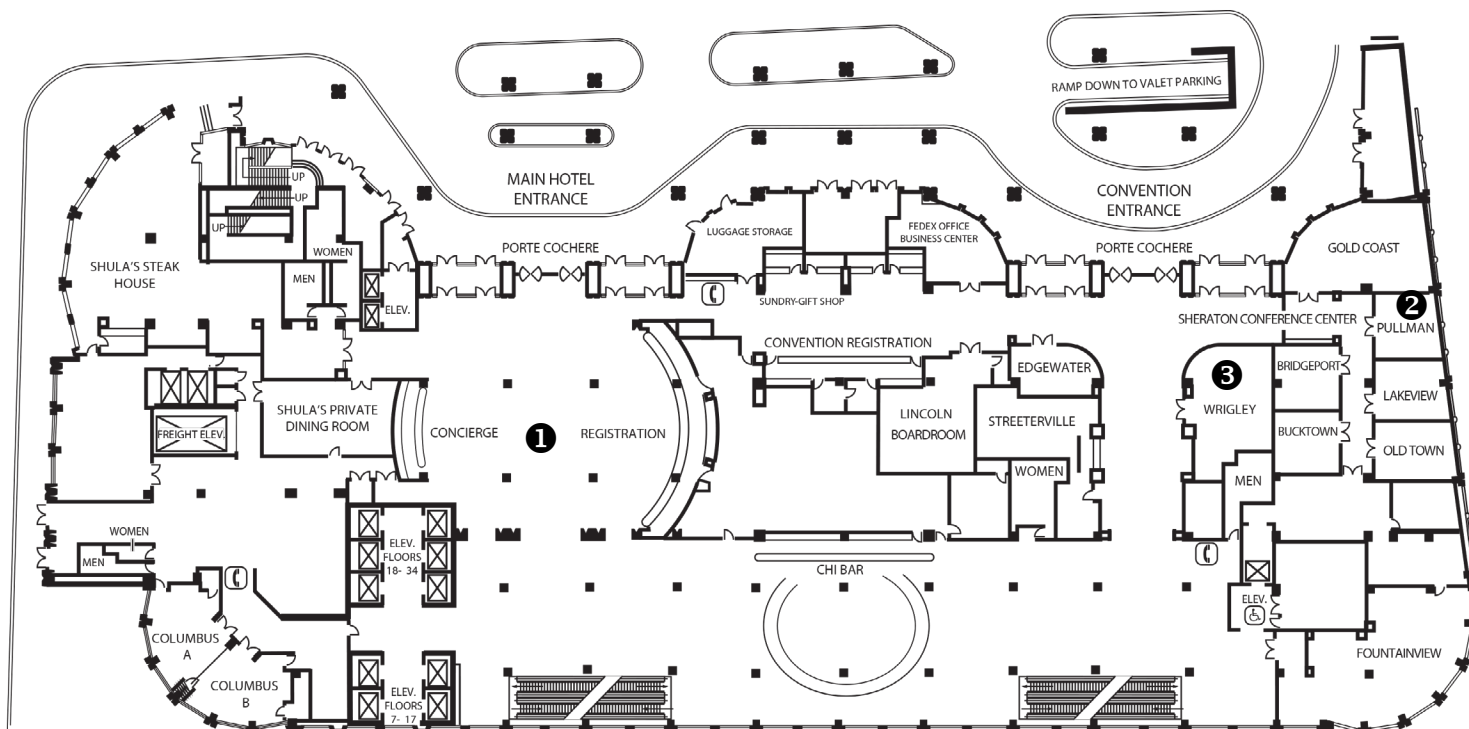 RAMP DOWN TO VALET PARKING
MAIN HOTEL
ENTRANCE
CONVENTION
ENTRANCE
UP
UP
UP
WOMEN
MEN
ELEV.
SHULA'S STEAK
HOUSE
PORTE COCHERE
LUGGAGE STORAGE
FEDEX OFFICE
BUSINESS CENTER
PORTE COCHERE
GOLD COAST
SUNDRY-GIFT SHOP
SHERATON CONFERENCE CENTER
2
PULLMAN
CONVENTION REGISTRATION
EDGEWATER
3
WRIGLEY
BRIDGEPORT
LAKEVIEW
SHULA'S PRIVATE
DINING ROOM
CONCIERGE
1
REGISTRATION
LINCOLN
BOARDROOM
STREETERVILLE
BUCKTOWN
OLD TOWN
FREIGHT ELEV.
WOMEN
MEN
WOMEN
MEN
ELEV.
FLOORS
18- 34
CHI BAR
ELEV.
COLUMBUS
A
COLUMBUS
B
ELEV.
FLOORS
7- 17
FOUNTAINVIEW